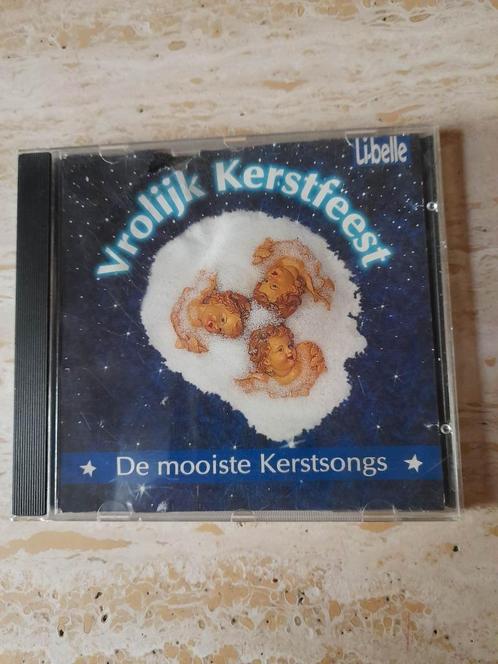 Libelle
Vrolijk Kerstfeest
De mooiste Kerstsongs